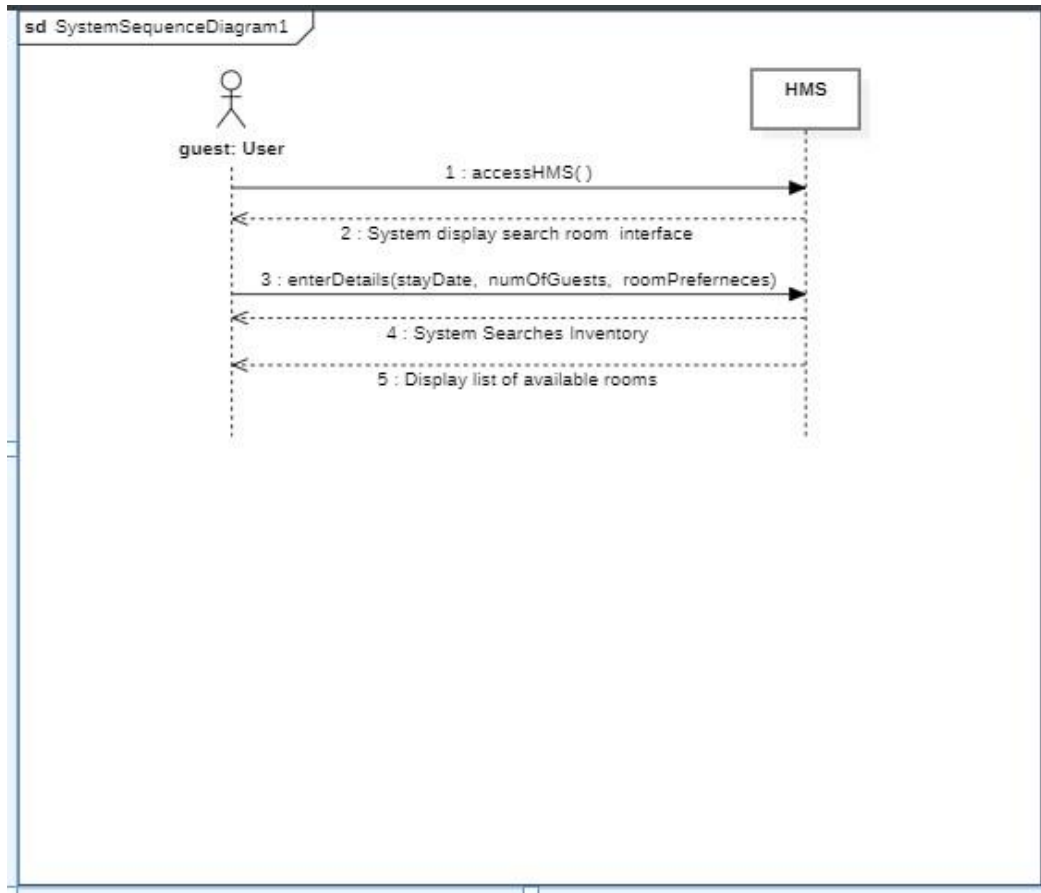 sd SystemSequenceDiagram1
HMS
guest: User
1 : accessHMS( )
2 : System display search room interface
3 : enterDetails(stayDate, numOfGuests, roomPreferneces)
4 : System Searches Inventory
5 : Display list of available rooms